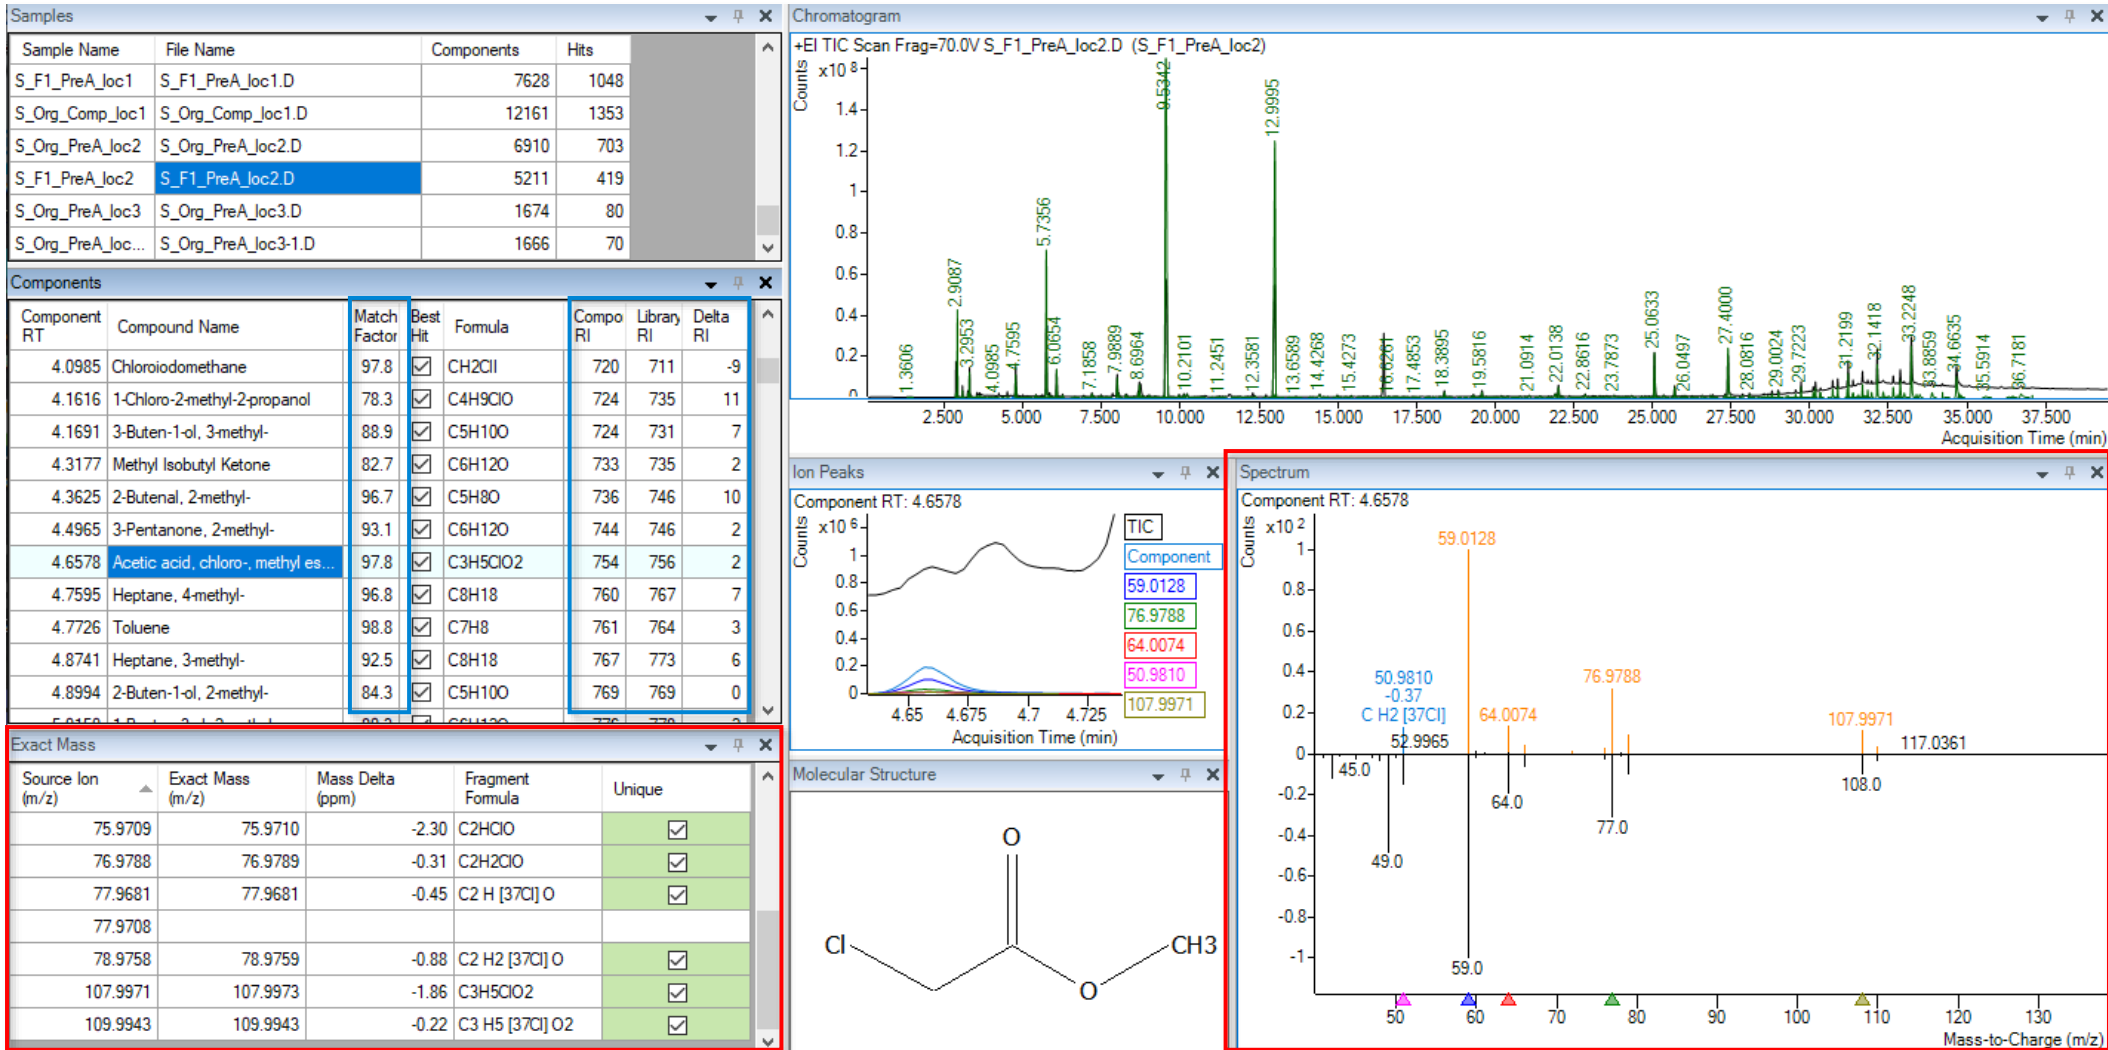 Samples
Sample Name File Name Components Hits
S_F1_PreA_loc1 S_F1_PreA_loc1.D 7628 1048
S_Org_Comp_loc1 S_Org_Comp_loc1.D 12161 1353
S_Org_PreA_loc2 S_Org_PreA_loc2.D 6910 703
S_F1_PreA_loc2 S_F1_PreA_loc2.D 5211 419
S_Org_PreA_loc3 S_Org_PreA_loc3.D 1674 80
S_Org_PreA_loc... S_Org_PreA_loc3-1.D 1666 70
Components
Component RT Compound Name Match Factor Best Hit Formula Compo RI Library RI Delta RI
4.0985 Chloroiodomethane 97.8 CH2ClI 720 711 -9
4.1616 1-Chloro-2-methyl-2-propanol 78.3 C4H9ClO 724 735 11
4.1691 3-Buten-1-ol, 3-methyl- 88.9 C5H10O 724 731 7
4.3177 Methyl Isobutyl Ketone 82.7 C6H12O 733 735 2
4.3625 2-Butenal, 2-methyl- 96.7 C5H8O 736 746 10
4.4965 3-Pentanone, 2-methyl- 93.1 C6H12O 744 746 2
4.6578 Acetic acid, chloro-, methyl es... 97.8 C3H5ClO2 754 756 2
4.7595 Heptane, 4-methyl- 96.8 C8H18 760 767 7
4.7726 Toluene 98.8 C7H8 761 764 3
4.8741 Heptane, 3-methyl- 92.5 C8H18 767 773 6
4.8994 2-Buten-1-ol, 2-methyl- 84.3 C5H10O 769 769 0
Exact Mass
Source Ion (m/z) Exact Mass (m/z) Mass Delta (ppm) Fragment Formula Unique
75.9709 75.9710 -2.30 C2HClO
76.9788 76.9789 -0.31 C2H2ClO
77.9681 77.9681 -0.45 C2 H [37Cl] O
77.9708
78.9758 78.9759 -0.88 C2 H2 [37Cl] O
107.9971 107.9973 -1.86 C3H5ClO2
109.9943 109.9943 -0.22 C3 H5 [37Cl] O2
Chromatogram
+EI TIC Scan Frag=70.0V S_F1_PreA_loc2.D (S_F1_PreA_loc2)
Counts
x10 8
1.4
1.2
1
0.8
0.6
0.4
0.2
0
1.3606
2.9087
3.2953
4.0985
4.7595
5.7356
6.0654
7.1858
7.9889
8.6964
9.5342
10.2101
11.2451
12.3581
12.9995
13.6589
14.4268
15.4273
16.6261
17.4853
18.3895
19.5816
21.0914
22.0138
22.8616
23.7873
25.0633
26.0497
27.4000
28.0816
29.0024
29.7223
31.2199
32.1418
33.2248
33.8859
34.6635
35.5914
36.7181
2.500 5.000 7.500 10.000 12.500 15.000 17.500 20.000 22.500 25.000 27.500 30.000 32.500 35.000 37.500
Acquisition Time (min)
Ion Peaks
Component RT: 4.6578
Counts
x10 6
1
0.8
0.6
0.4
0.2
0
TIC
Component
59.0128
76.9788
64.0074
50.9810
107.9971
4.65 4.675 4.7 4.725
Acquisition Time (min)
Molecular Structure
O
Cl
CH3
O
Spectrum
Component RT: 4.6578
Counts
x10 2
1
0.8
0.6
0.4
0.2
0
-0.2
-0.4
-0.6
-0.8
-1
59.0128
50.9810
-0.37
C H2 [37Cl]
52.9965
64.0074
76.9788
107.9971
117.0361
45.0
49.0
59.0
64.0
77.0
108.0
50 60 70 80 90 100 110 120 130
Mass-to-Charge (m/z)